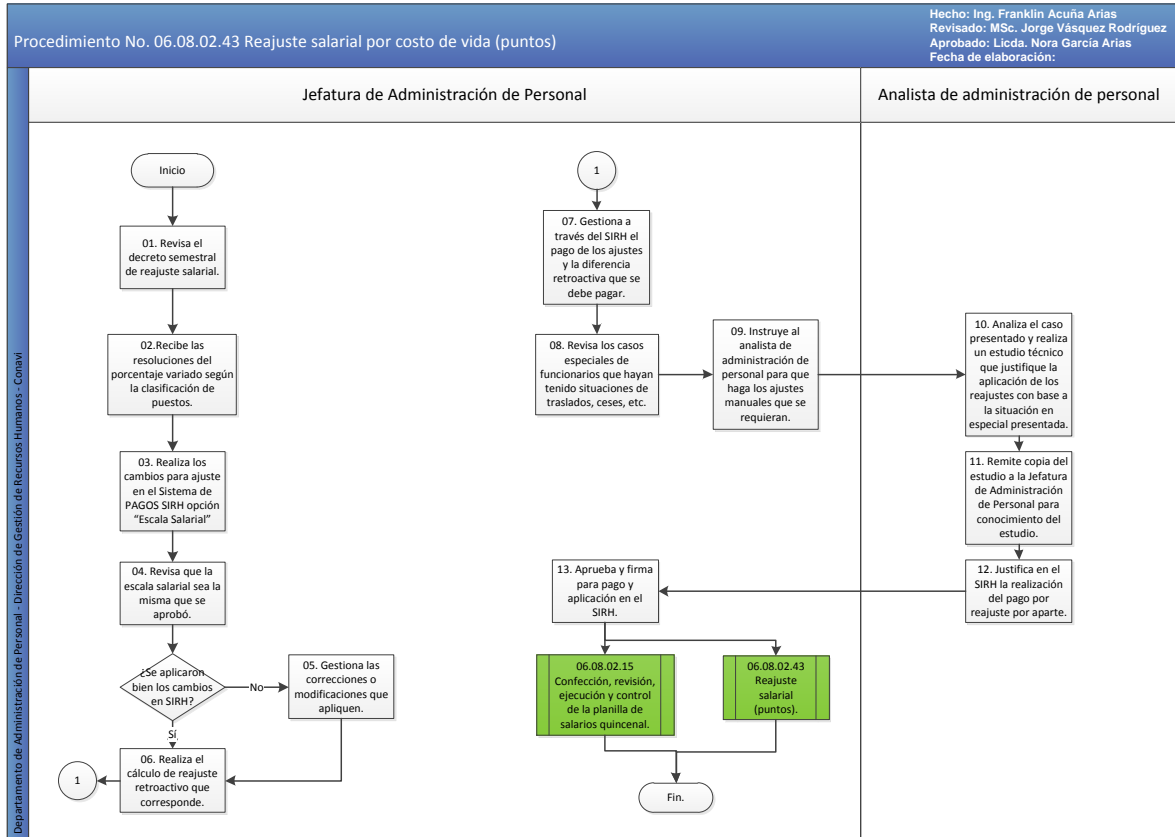 Procedimiento No. 06.08.02.43 Reajuste salarial por costo de vida (puntos)
Hecho: Ing. Franklin Acuña Arias
Revisado: MSc. Jorge Vásquez Rodríguez
Aprobado: Licda. Nora García Arias
Fecha de elaboración:
Departamento de Administración de Personal - Dirección de Gestión de Recursos Humanos - Conavi
Jefatura de Administración de Personal
Analista de administración de personal
Inicio
01. Revisa el
decreto semestral
de reajuste salarial.
02.Recibe las
resoluciones del
porcentaje variado según
la clasificación de
puestos.
03. Realiza los
cambios para ajuste
en el Sistema de
PAGOS SIRH opción
“Escala Salarial”
04. Revisa que la
escala salarial sea la
misma que se
aprobó.
¿Se aplicaron
bien los cambios
en SIRH?
No
Sí
05. Gestiona las
correcciones o
modificaciones que
apliquen.
06. Realiza el
cálculo de reajuste
retroactivo que
corresponde.
1
1
07. Gestiona a
través del SIRH el
pago de los ajustes
y la diferencia
retroactiva que se
debe pagar.
08. Revisa los casos
especiales de
funcionarios que hayan
tenido situaciones de
traslados, ceses, etc.
09. Instruye al
analista de
administración de
personal para que
haga los ajustes
manuales que se
requieran.
10. Analiza el caso
presentado y realiza
un estudio técnico
que justifique la
aplicación de los
reajustes con base a
la situación en
especial presentada.
11. Remite copia del
estudio a la Jefatura
de Administración
de Personal para
conocimiento del
estudio.
12. Justifica en el
SIRH la realización
del pago por
reajuste por aparte.
13. Aprueba y firma
para pago y
aplicación en el
SIRH.
06.08.02.15
Confección, revisión,
ejecución y control
de la planilla de
salarios quincenal.
06.08.02.43
Reajuste
salarial
(puntos).
Fin.